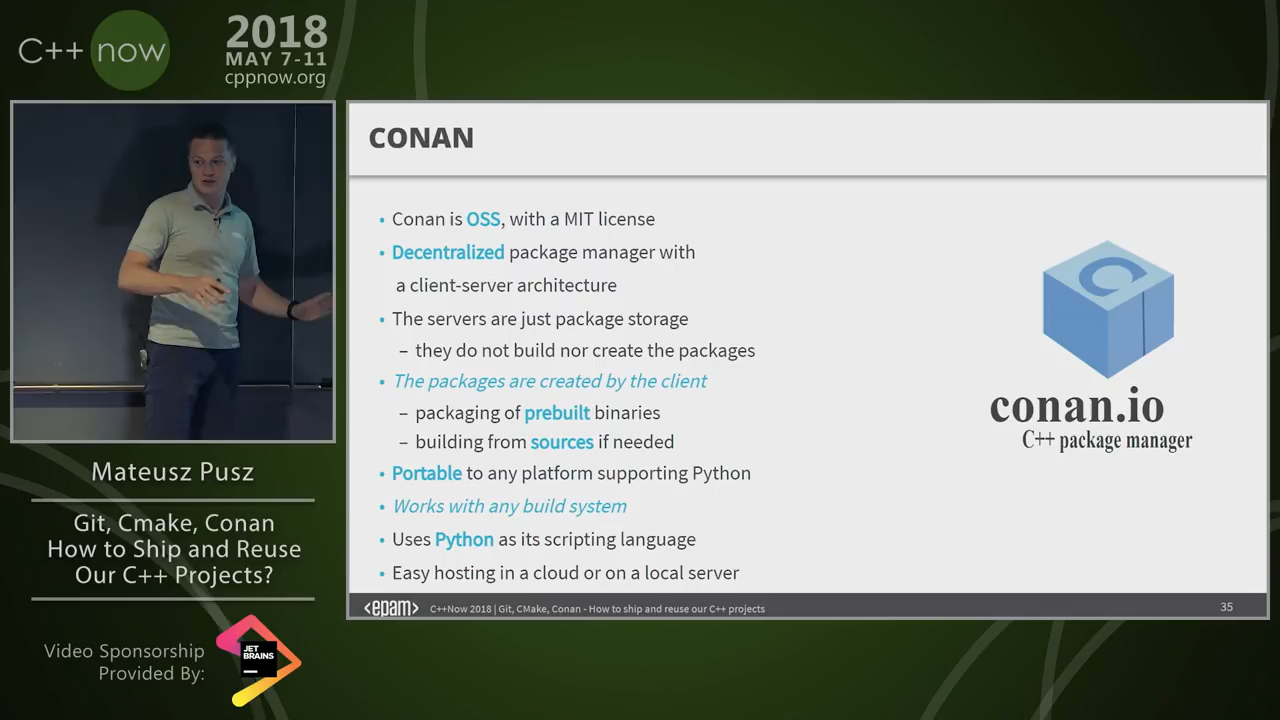 C++ now
2018
MAY 7-11
cppnow.org
CONAN
• Conan is OSS, with a MIT license
• Decentralized package manager with
a client-server architecture
• The servers are just package storage
– they do not build nor create the packages
• The packages are created by the client
– packaging of prebuilt binaries
– building from sources if needed
• Portable to any platform supporting Python
• Works with any build system
• Uses Python as its scripting language
• Easy hosting in a cloud or on a local server
conan.io
C++ package manager
<epam> C++Now 2018 | Git, CMake, Conan - How to ship and reuse our C++ projects 35
Mateusz Pusz
Git, Cmake, Conan
How to Ship and Reuse
Our C++ Projects?
Video Sponsorship
Provided By:
JET
BRAINS